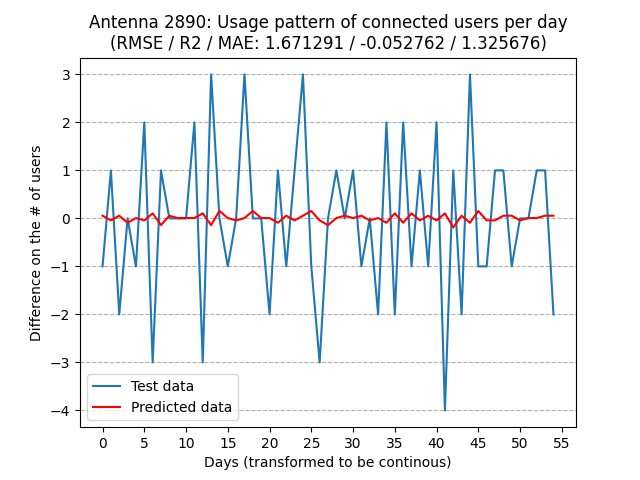 Antenna 2890: Usage pattern of connected users per day
(RMSE / R2 / MAE: 1.671291 / -0.052762 / 1.325676)
Difference on the # of users
3
2
1
0
−1
−2
−3
−4
Test data
Predicted data
0 5 10 15 20 25 30 35 40 45 50 55
Days (transformed to be continous)